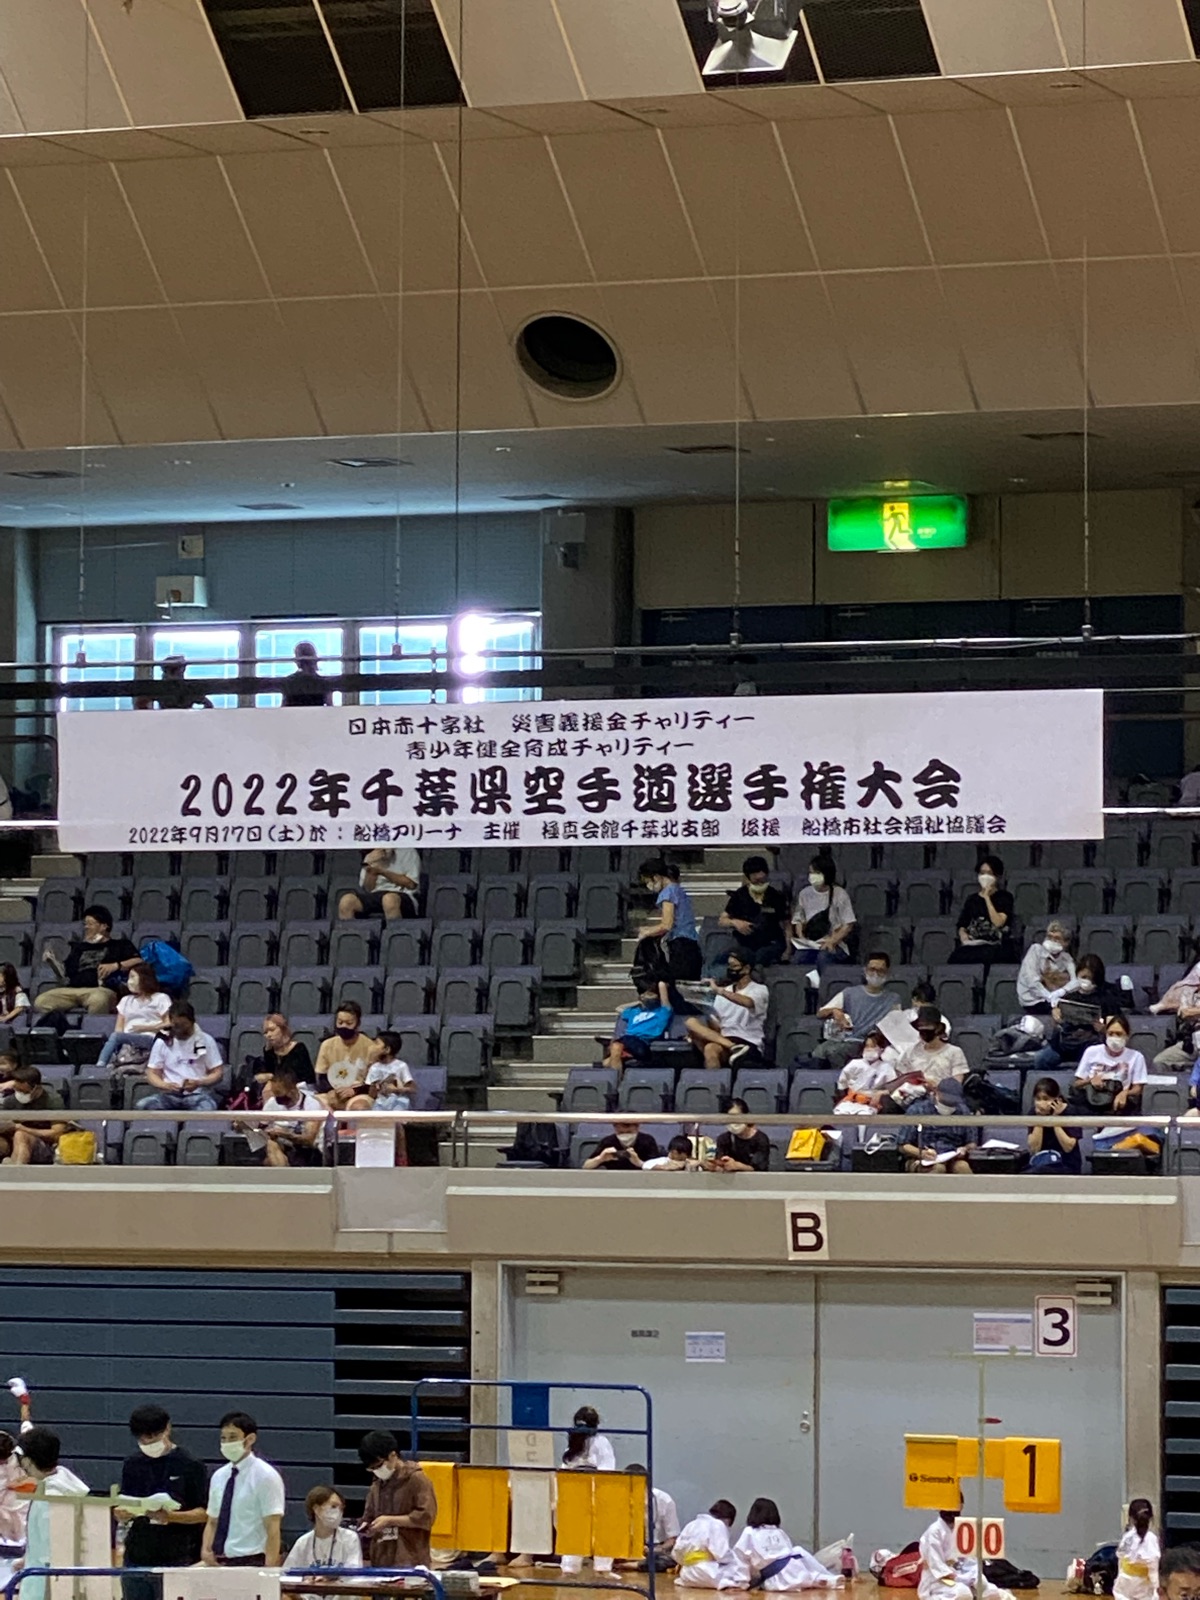 日本赤十字社 災害義援金チャリティー
青少年健全育成チャリティー
2022年千葉県空手道選手権大会
2022年9月17日(土)於:船橋アリーナ 主催 極真会館千葉北支部 後援 船橋市社会福祉協議会
B
3
Senoh
1
00